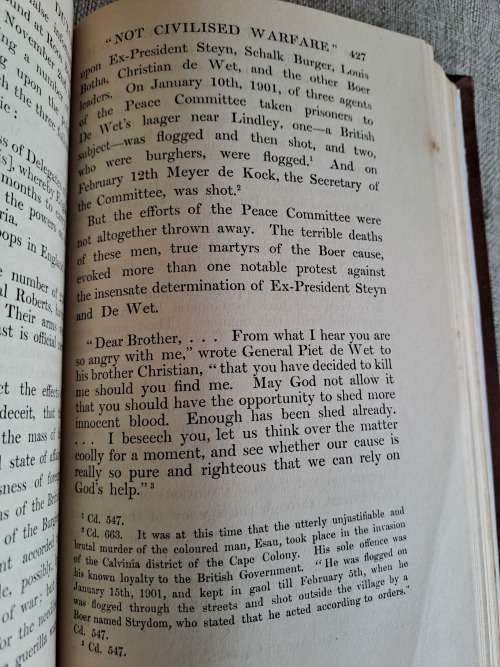 "NOT CIVILISED WARFARE" 427
upon Ex-President Steyn, Schalk Burger, Louis
Botha, Christian de Wet, and the other Boer
leaders. On January 10th, 1901, of three agents
of the Peace Committee taken prisoners to
De Wet's laager near Lindley, one—a British
subject—was flogged and then shot, and two,
who were burghers, were flogged.¹ And on
February 12th Meyer de Kock, the Secretary of
the Committee, was shot.²
But the efforts of the Peace Committee were
not altogether thrown away. The terrible deaths
of these men, true martyrs of the Boer cause,
evoked more than one notable protest against
the insensate determination of Ex-President Steyn
and De Wet.
"Dear Brother, . . . From what I hear you are
so angry with me," wrote General Piet de Wet to
his brother Christian, "that you have decided to kill
me should you find me. May God not allow it
that you should have the opportunity to shed more
innocent blood. Enough has been shed already.
. . . I beseech you, let us think over the matter
coolly for a moment, and see whether our cause is
really so pure and righteous that we can rely on
God's help."³
¹ Cd. 547.
² Cd. 663. It was at this time that the utterly unjustifiable and
brutal murder of the coloured man, Esau, took place in the invasion
of the Calvinia district of the Cape Colony. His sole offence was
his known loyalty to the British Government. "He was flogged on
January 15th, 1901, and kept in gaol till February 5th, when he
was flogged through the streets and shot outside the village by a
Boer named Strydom, who stated that he acted according to orders."
Cd. 547.
³ Cd. 547.